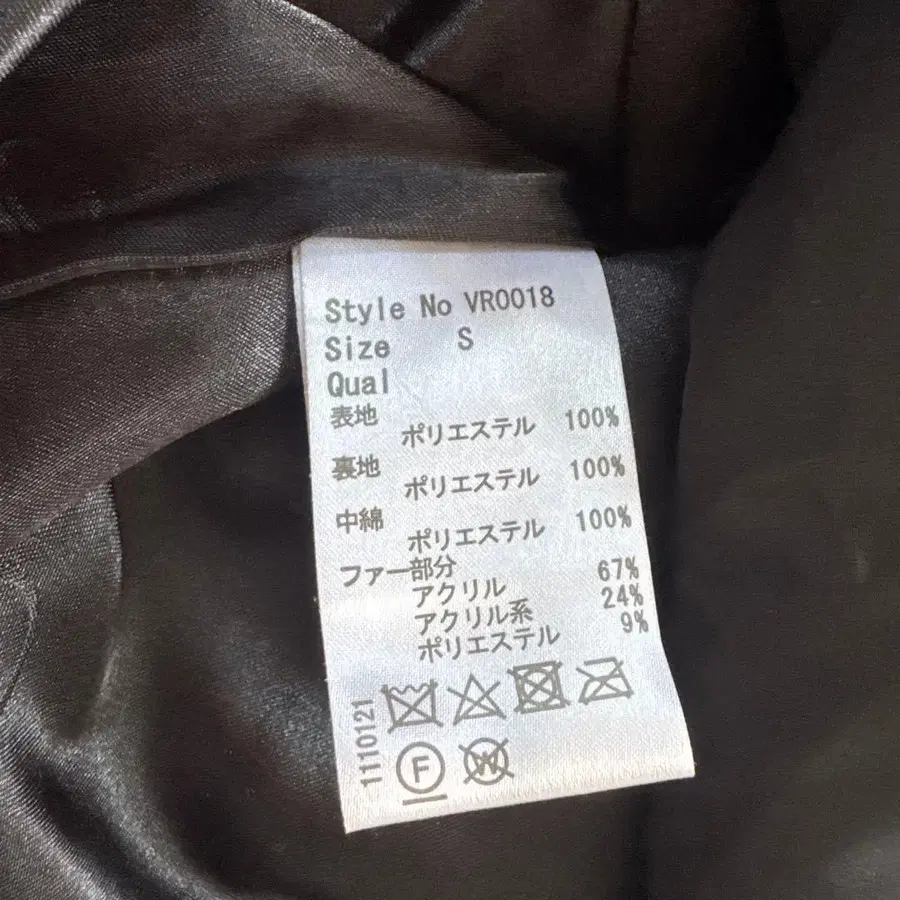 Style No VR0018
Size S
Qual
表地
ポリエステル 100%
裏地
ポリエステル 100%
中綿
ポリエステル 100%
ファー部分
アクリル 67%
アクリル系 24%
ポリエステル 9%
1110121
F
W